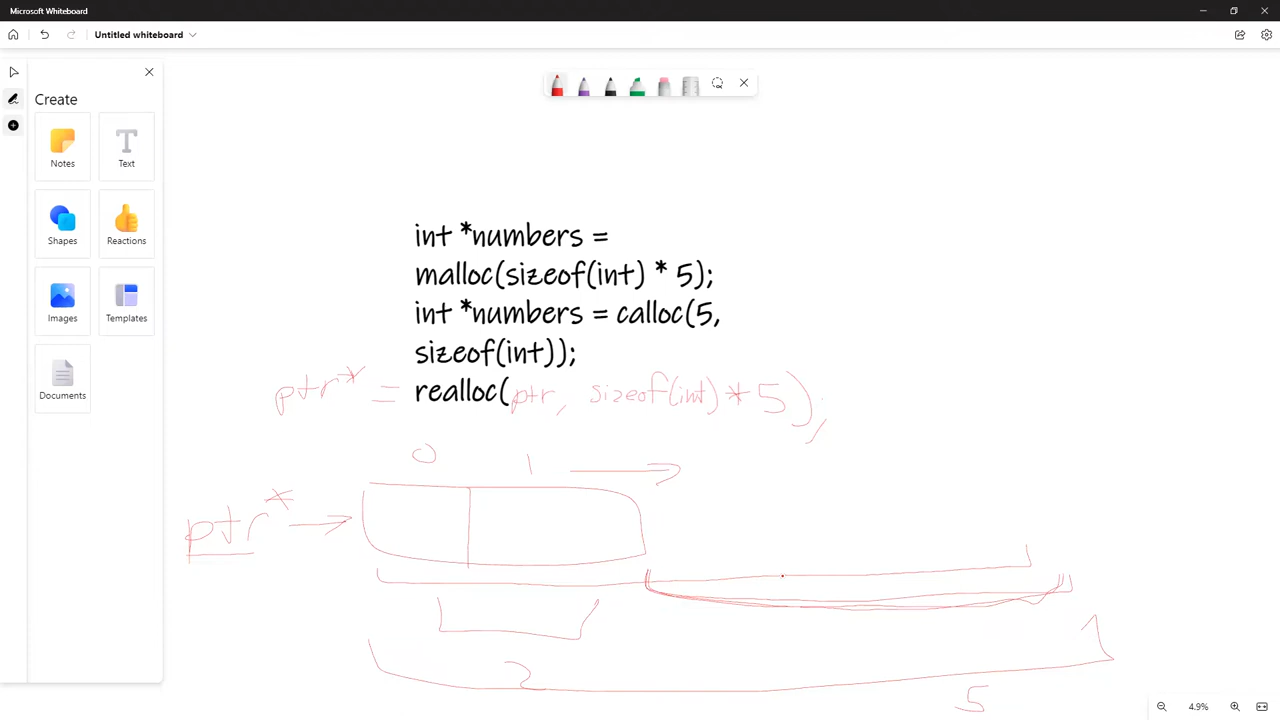 Microsoft Whiteboard
Untitled whiteboard
Create
Notes
Text
Shapes
Reactions
Images
Templates
Documents
int *numbers =
malloc(sizeof(int) * 5);
int *numbers = calloc(5,
sizeof(int));
ptr* = realloc(ptr, sizeof(int) * 5);
0 1
ptr*
2
5
4.9%